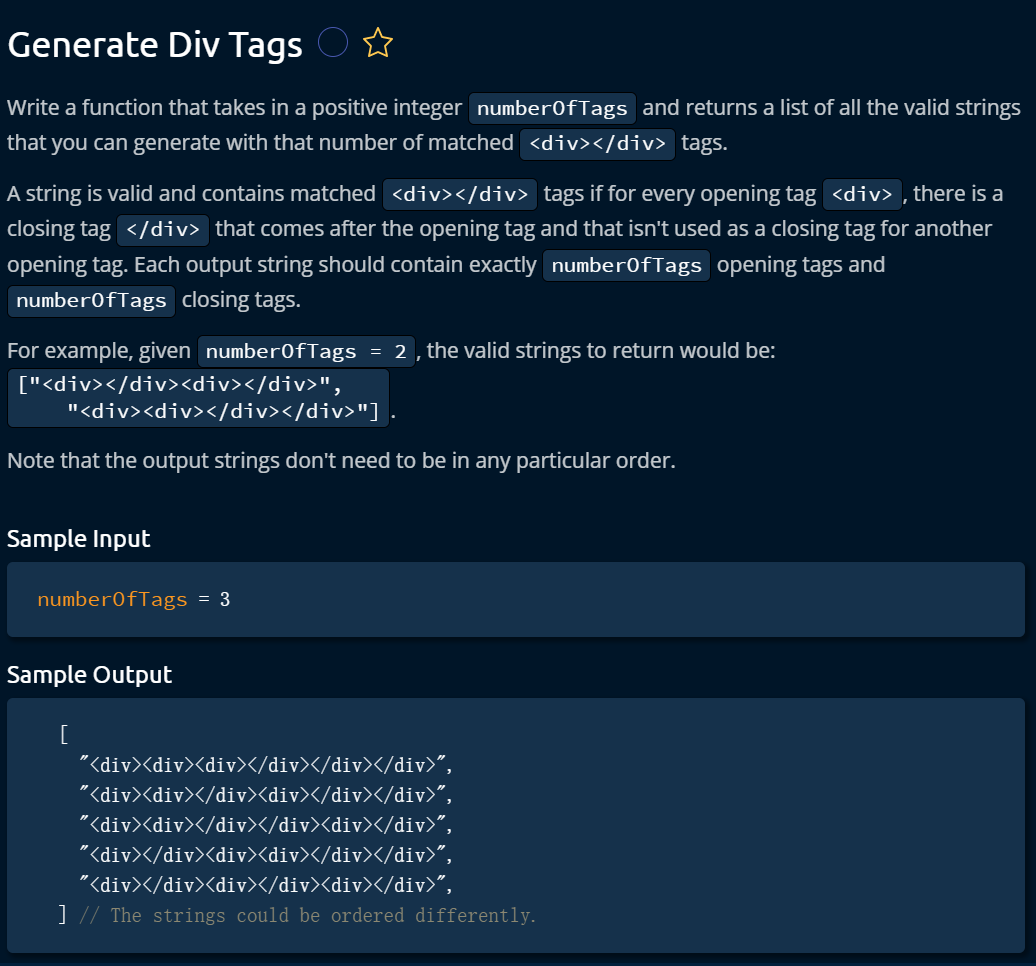 Generate Div Tags
Write a function that takes in a positive integer numberOfTags and returns a list of all the valid strings
that you can generate with that number of matched <div></div> tags.
A string is valid and contains matched <div></div> tags if for every opening tag <div>, there is a
closing tag </div> that comes after the opening tag and that isn't used as a closing tag for another
opening tag. Each output string should contain exactly numberOfTags opening tags and
numberOfTags closing tags.
For example, given numberOfTags = 2, the valid strings to return would be:
["<div></div><div></div>",
"<div><div></div></div>"].
Note that the output strings don't need to be in any particular order.
Sample Input
numberOfTags = 3
Sample Output
[
"<div><div><div></div></div></div>",
"<div><div></div><div></div></div>",
"<div><div></div></div><div></div>",
"<div></div><div><div></div></div>",
"<div></div><div></div><div></div>",
] // The strings could be ordered differently.